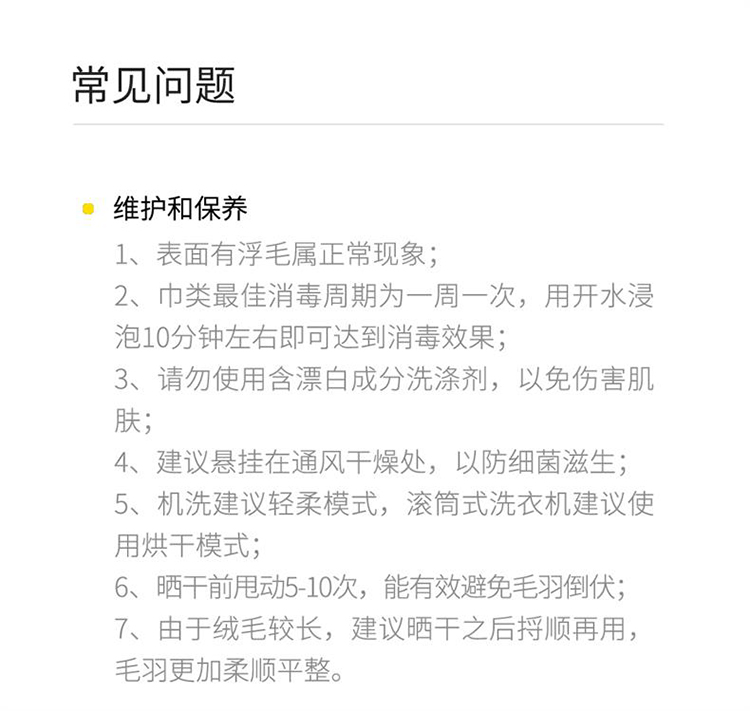 常见问题
维护和保养
1、表面有浮毛属正常现象；
2、巾类最佳消毒周期为一周一次，用开水浸
泡10分钟左右即可达到消毒效果；
3、请勿使用含漂白成分洗涤剂，以免伤害肌
肤；
4、建议悬挂在通风干燥处，以防细菌滋生；
5、机洗建议轻柔模式，滚筒式洗衣机建议使
用烘干模式；
6、晒干前甩动5-10次，能有效避免毛羽倒伏；
7、由于绒毛较长，建议晒干之后捋顺再用，
毛羽更加柔顺平整。